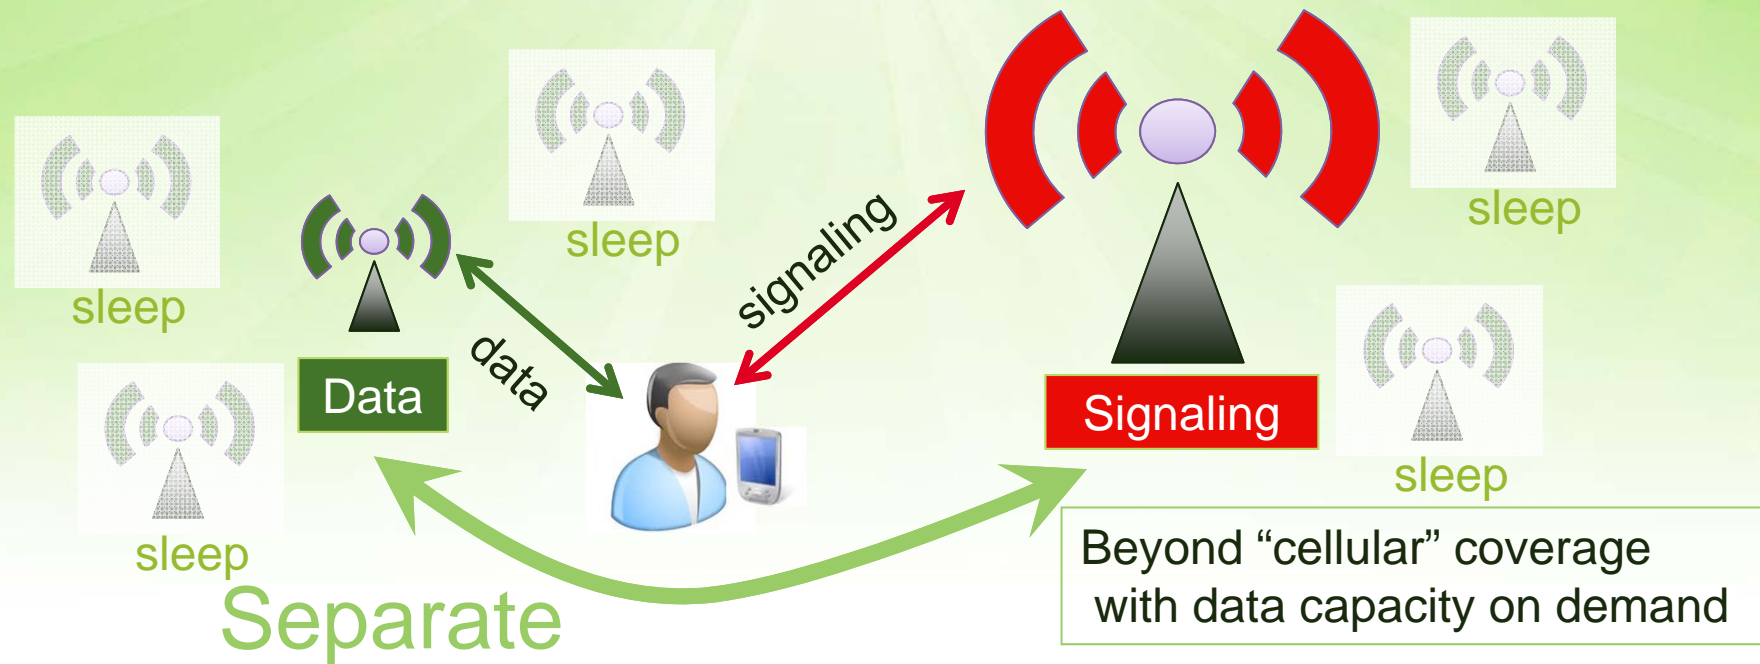 sleep
sleep
signaling
sleep
data
Data
Signaling
sleep
sleep
Separate
Beyond “cellular” coverage
with data capacity on demand